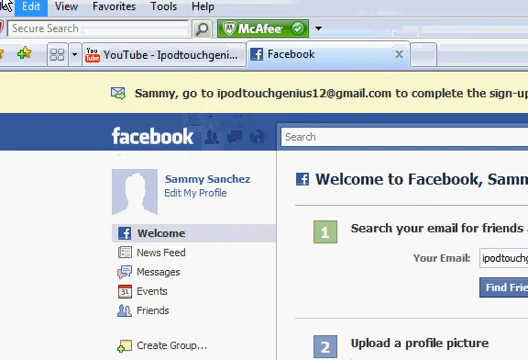 Edit View Favorites Tools Help
Secure Search McAfee
YouTube - Ipodtouchgeni... Facebook
Sammy, go to ipodtouchgenius12@gmail.com to complete the sign-up
facebook Search
Sammy Sanchez
Edit My Profile
Welcome to Facebook, Samm
Welcome
News Feed
Messages
Events
Friends
Create Group...
1 Search your email for friends
Your Email: ipodtouchg
Find Frie
2 Upload a profile picture